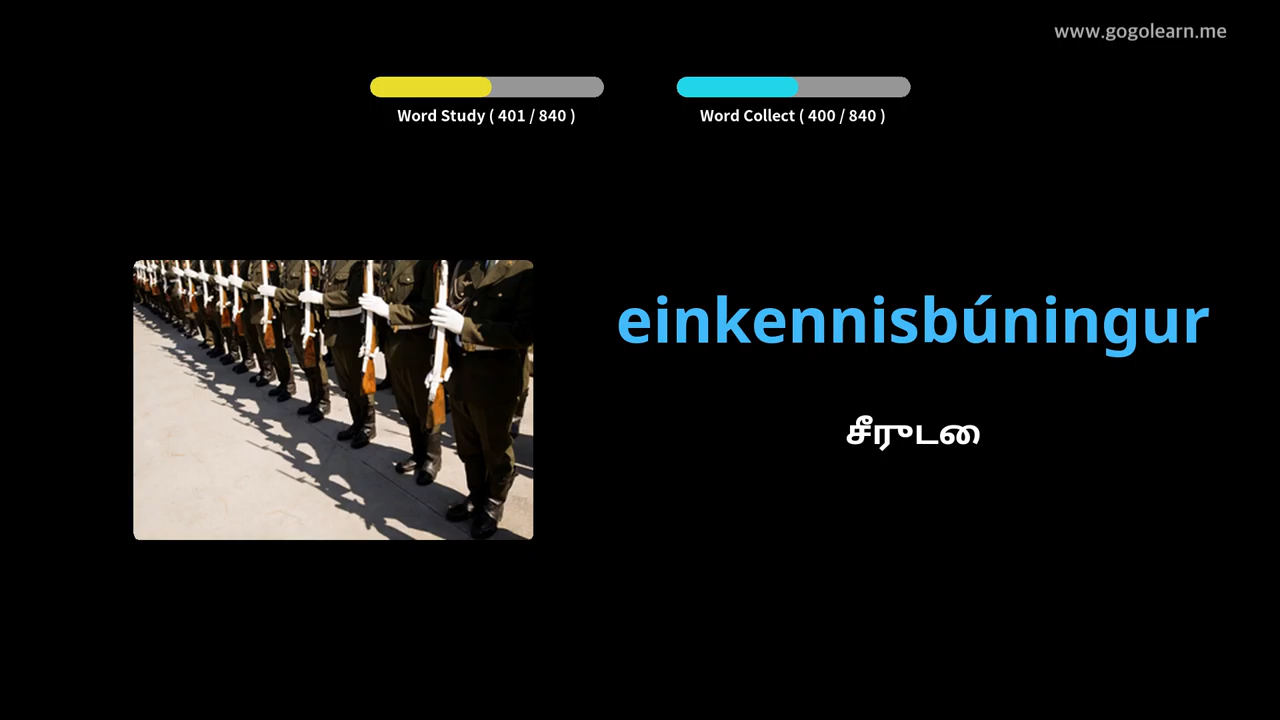 www.gogolearn.me
Word Study ( 401 / 840 )
Word Collect ( 400 / 840 )
einkennisbúningur
சீருடை